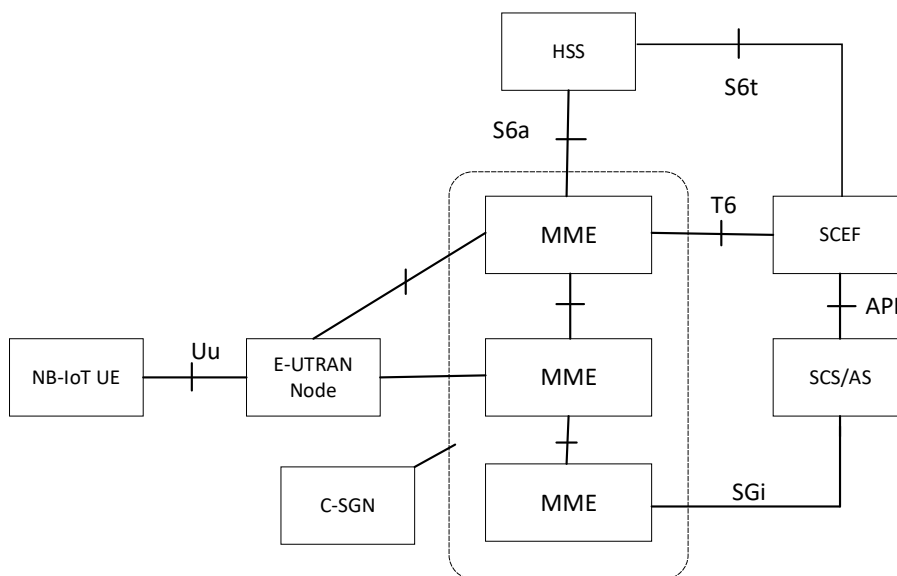 HSS
S6t
S6a
MME
T6
SCEF
API
Uu
NB-IoT UE
E-UTRAN
Node
MME
SCS/AS
C-SGN
MME
SGi